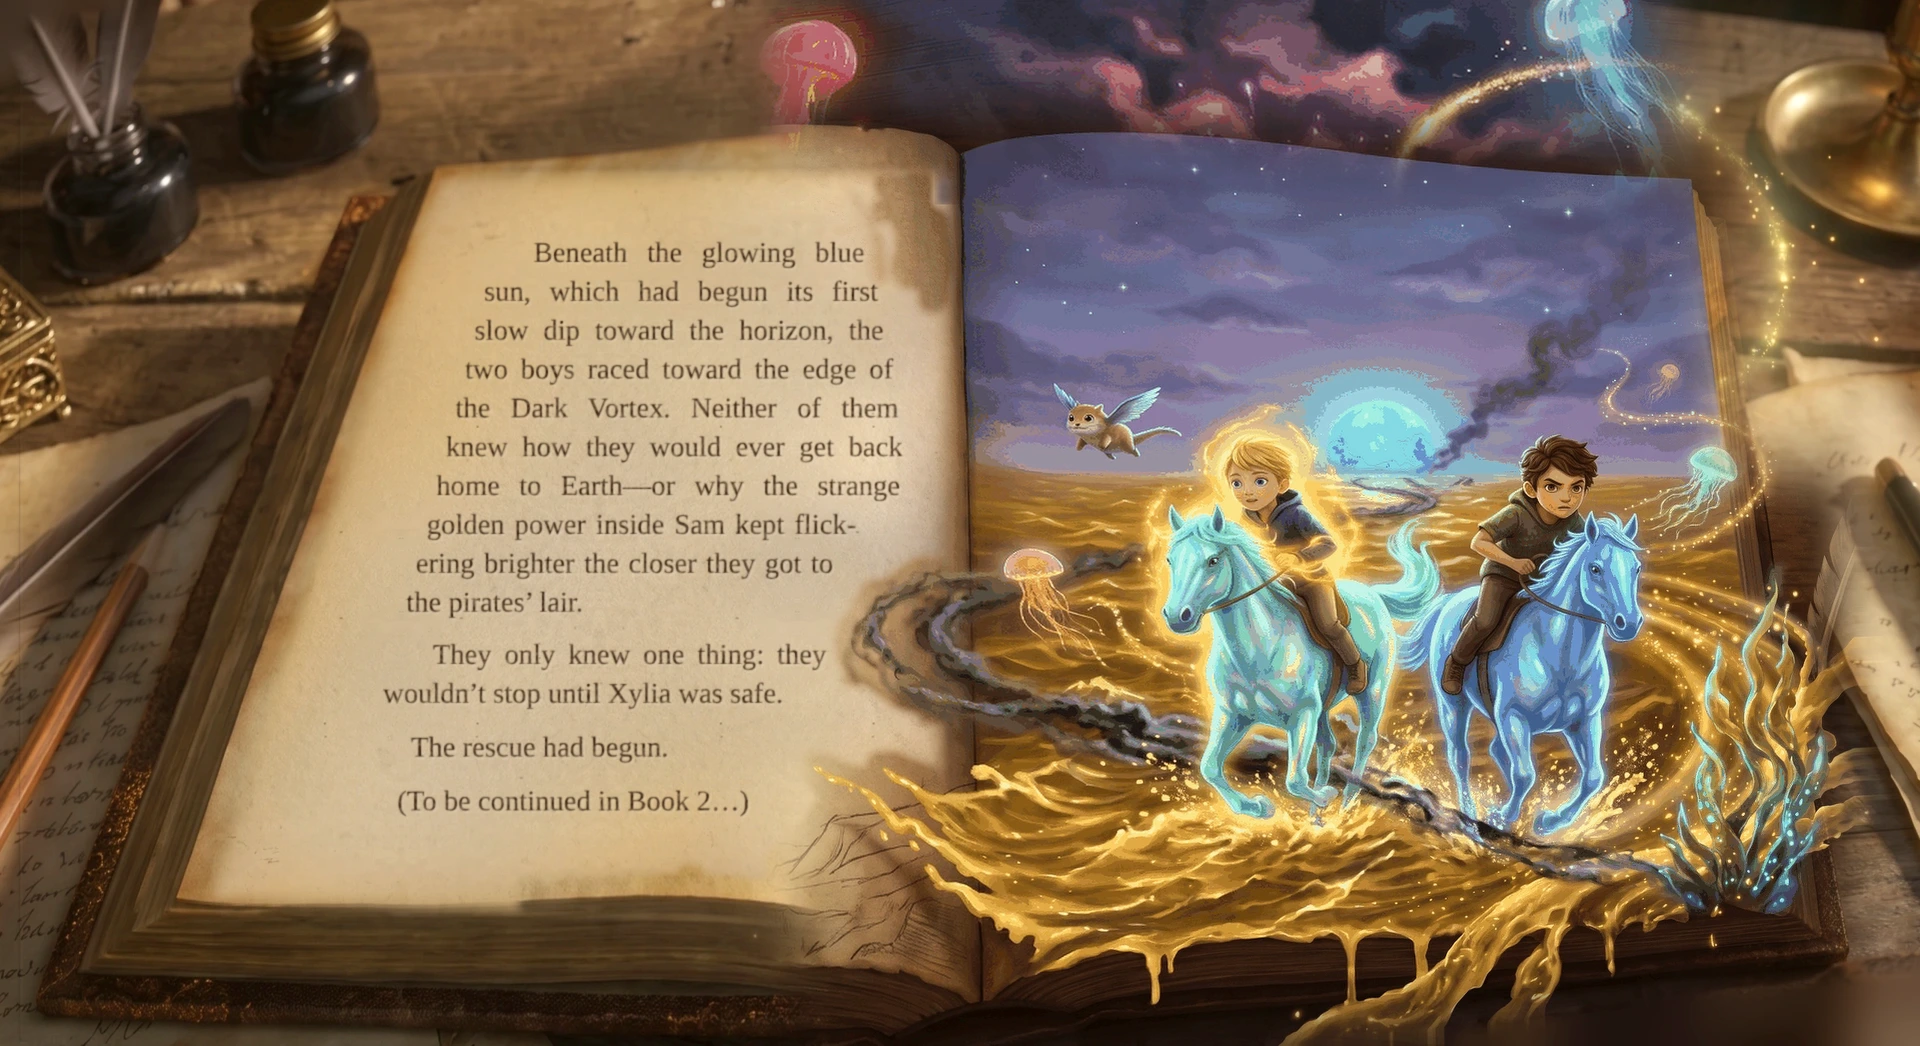 Beneath the glowing blue
sun, which had begun its first
slow dip toward the horizon, the
two boys raced toward the edge of
the Dark Vortex. Neither of them
knew how they would ever get back
home to Earth—or why the strange
golden power inside Sam kept flick-
ering brighter the closer they got to
the pirates’ lair.
They only knew one thing: they
wouldn’t stop until Xylia was safe.
The rescue had begun.
(To be continued in Book 2…)